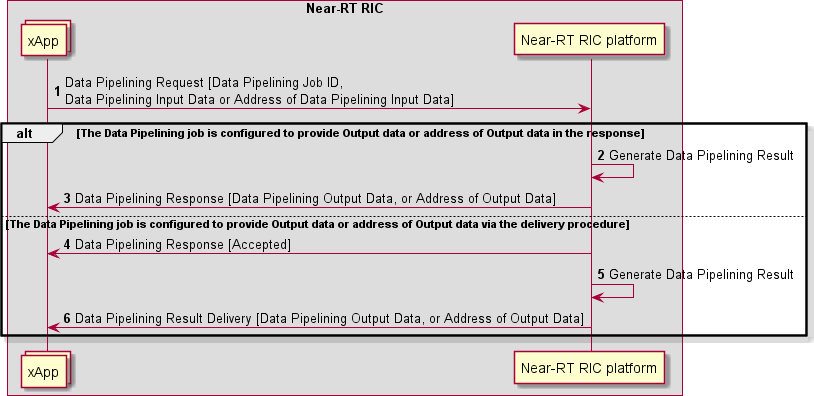 Near-RT RIC
xApp
Near-RT RIC platform
1 Data Pipelining Request [Data Pipelining Job ID,
Data Pipelining Input Data or Address of Data Pipelining Input Data]
alt [The Data Pipelining job is configured to provide Output data or address of Output data in the response]
2 Generate Data Pipelining Result
3 Data Pipelining Response [Data Pipelining Output Data, or Address of Output Data]
[The Data Pipelining job is configured to provide Output data or address of Output data via the delivery procedure]
4 Data Pipelining Response [Accepted]
5 Generate Data Pipelining Result
6 Data Pipelining Result Delivery [Data Pipelining Output Data, or Address of Output Data]
xApp
Near-RT RIC platform